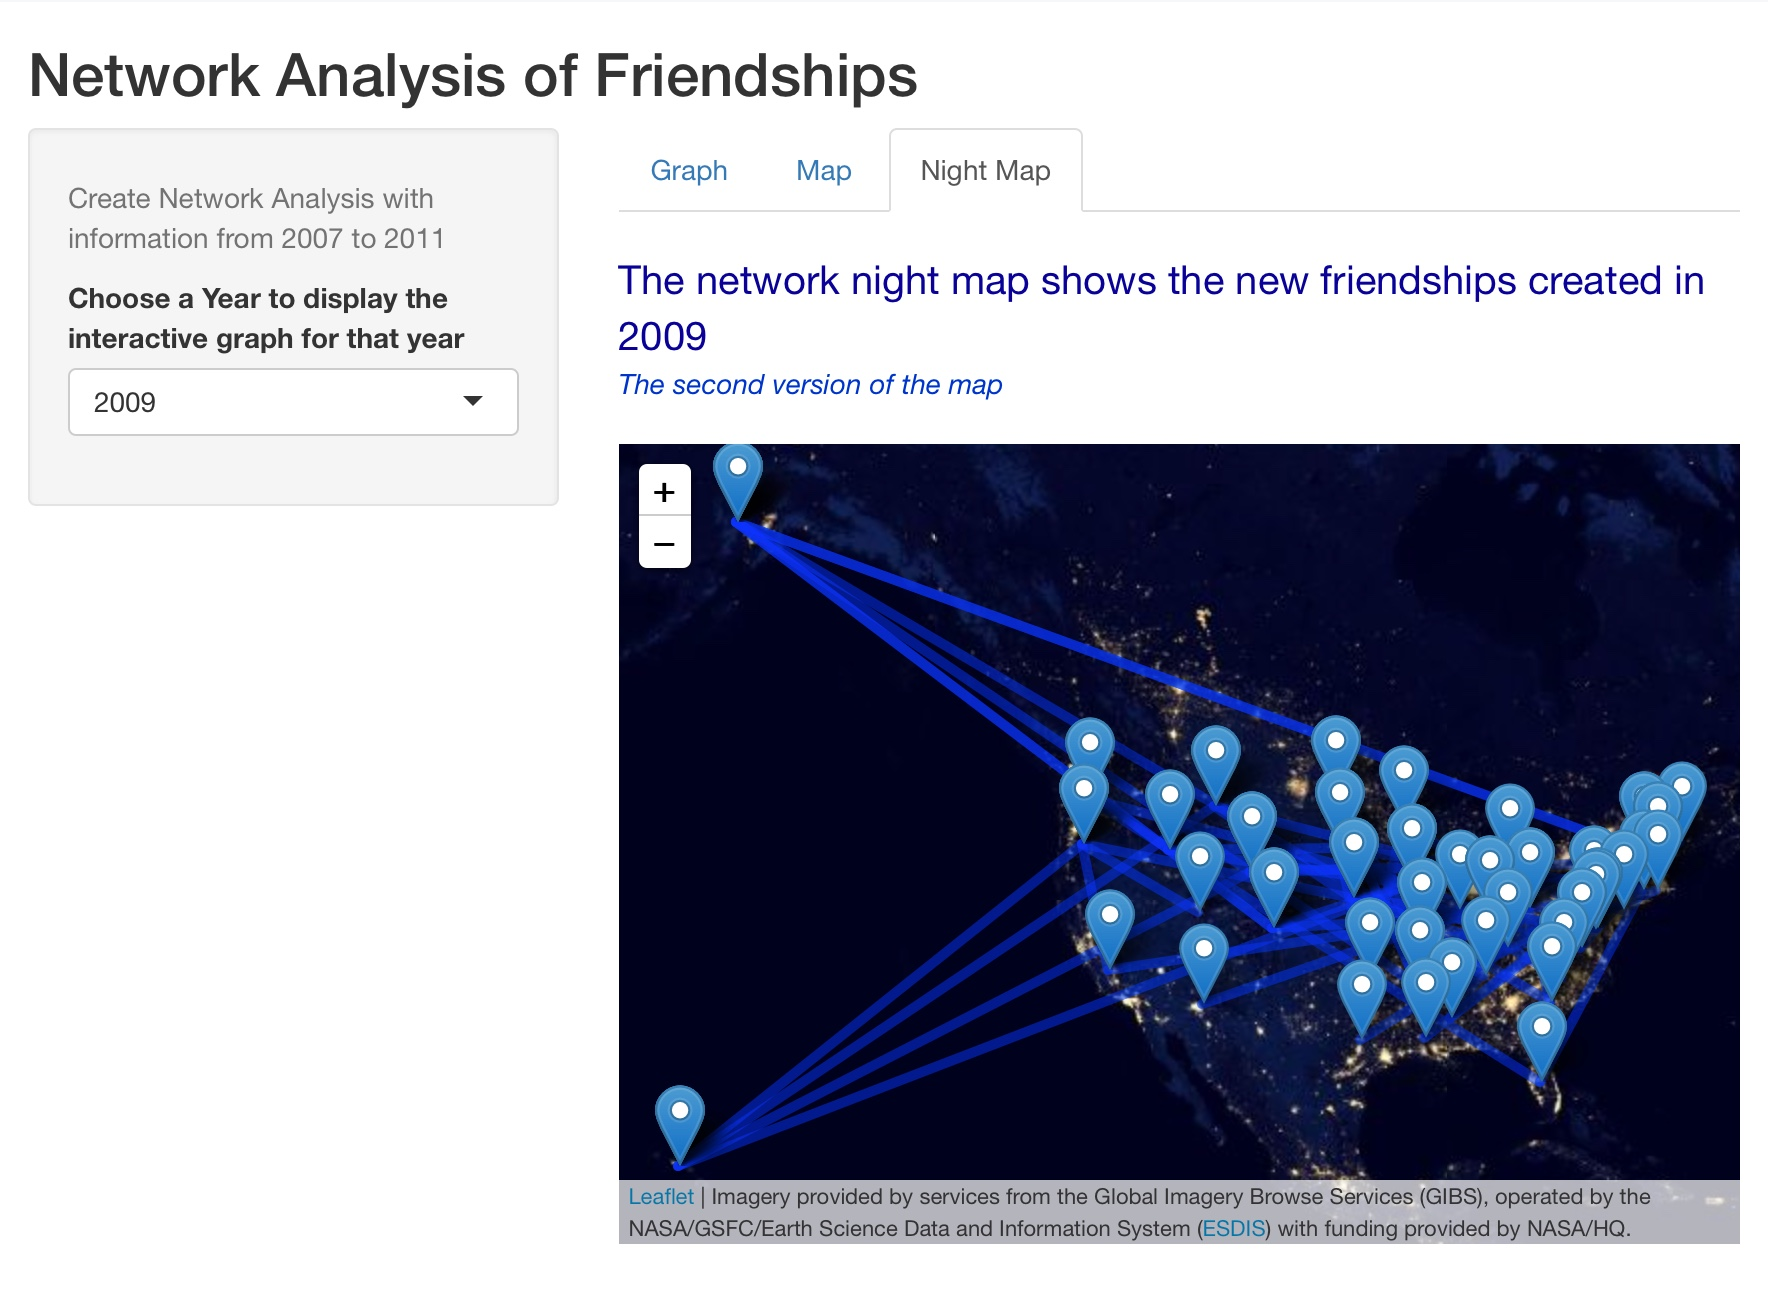 Network Analysis of Friendships
Create Network Analysis with
information from 2007 to 2011
Choose a Year to display the
interactive graph for that year
2009
Graph
Map
Night Map
The network night map shows the new friendships created in
2009
The second version of the map
+
−
Leaflet | Imagery provided by services from the Global Imagery Browse Services (GIBS), operated by the
NASA/GSFC/Earth Science Data and Information System (ESDIS) with funding provided by NASA/HQ.